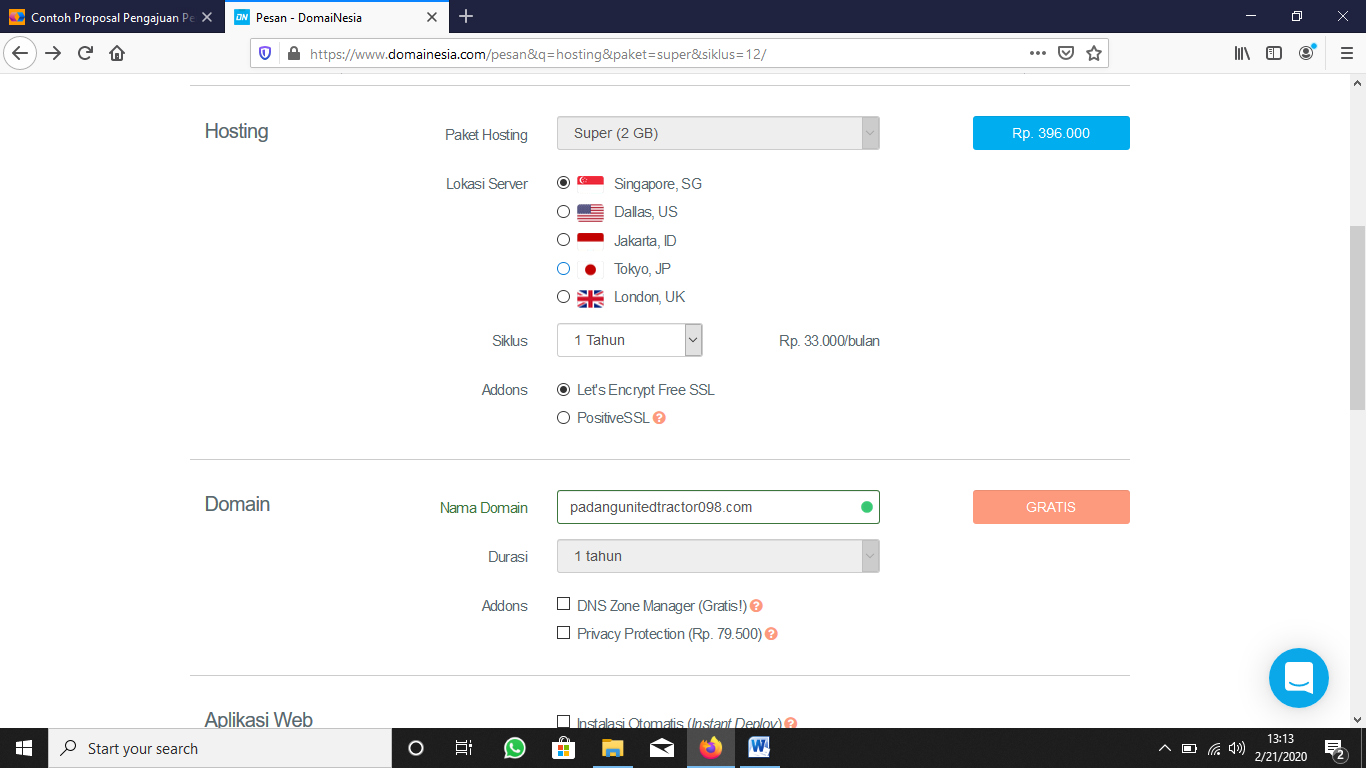 Contoh Proposal Pengajuan Pe
Pesan - DomaiNesia
https://www.domainesia.com/pesan&q=hosting&paket=super&siklus=12/
Hosting
Paket Hosting
Super (2 GB)
Rp. 396.000
Lokasi Server
Singapore, SG
Dallas, US
Jakarta, ID
Tokyo, JP
London, UK
Siklus
1 Tahun
Rp. 33.000/bulan
Addons
Let's Encrypt Free SSL
PositiveSSL ?
Domain
Nama Domain
padangunitedtractor098.com
GRATIS
Durasi
1 tahun
Addons
DNS Zone Manager (Gratis!) ?
Privacy Protection (Rp. 79.500) ?
Aplikasi Web
Instalasi Otomatis (Instant Deploy) ?
Start your search
13:13
2/21/2020
2